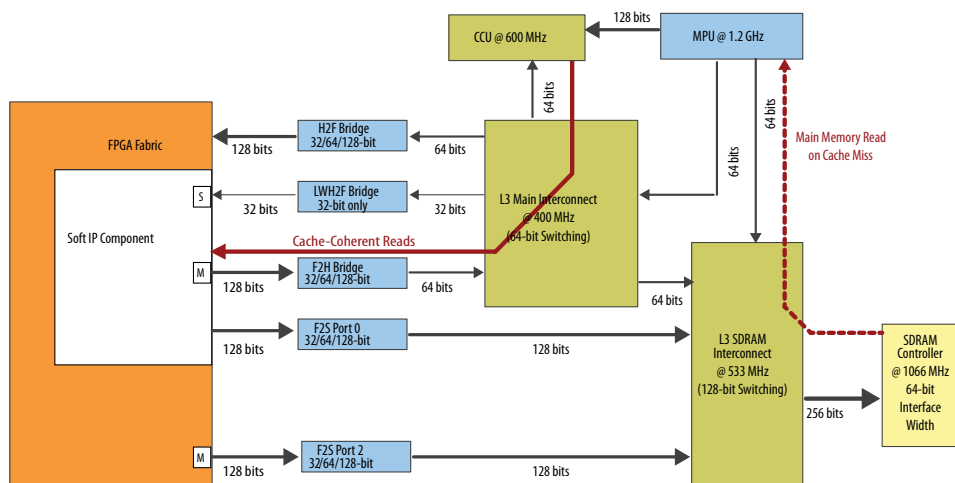 CCU @ 600 MHz
128 bits
MPU @ 1.2 GHz
64 bits
64 bits
64 bits
Main Memory Read
on Cache Miss
FPGA Fabric
128 bits
H2F Bridge
32/64/128-bit
64 bits
S
32 bits
LWH2F Bridge
32-bit only
32 bits
L3 Main Interconnect
@ 400 MHz
(64-bit Switching)
Soft IP Component
Cache-Coherent Reads
M
128 bits
F2H Bridge
32/64/128-bit
64 bits
64 bits
128 bits
F2S Port 0
32/64/128-bit
128 bits
L3 SDRAM
Interconnect
@ 533 MHz
(128-bit Switching)
256 bits
SDRAM
Controller
@ 1066 MHz
64-bit
Interface
Width
M
128 bits
F2S Port 2
32/64/128-bit
128 bits